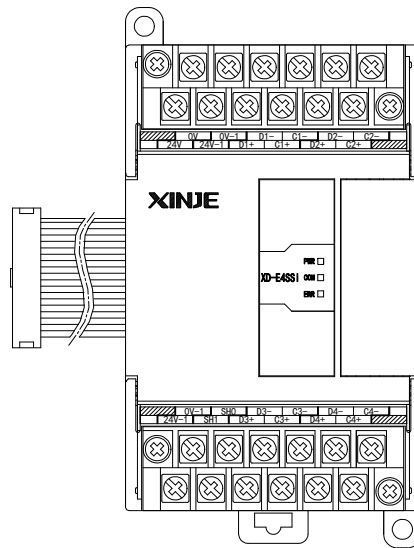 0V 0V-1 D1- C1- D2- C2-
24V 24V-1 D1+ C1+ D2+ C2+
XINJE
PWR
XD-E4SSI COM
ERR
0V-1 SH0 D3- C3- D4- C4-
24V-1 SH1 D3+ C3+ D4+ C4+